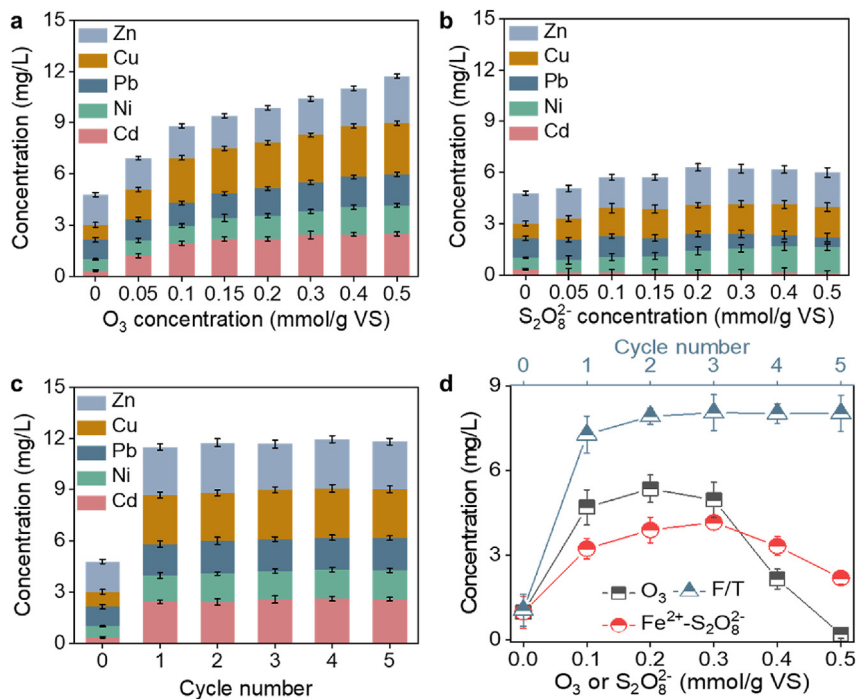 a
Concentration (mg/L)
15
12
9
6
3
0
Zn
Cu
Pb
Ni
Cd
0 0.05 0.1 0.15 0.2 0.3 0.4 0.5
O₃ concentration (mmol/g VS)
b
Concentration (mg/L)
15
12
9
6
3
0
Zn
Cu
Pb
Ni
Cd
0 0.05 0.1 0.15 0.2 0.3 0.4 0.5
S₂O₈²⁻ concentration (mmol/g VS)
c
Concentration (mg/L)
15
12
9
6
3
0
Zn
Cu
Pb
Ni
Cd
0 1 2 3 4 5
Cycle number
d
Cycle number
0 1 2 3 4 5
Concentration (mg/L)
9
6
3
0
O₃ F/T
Fe²⁺-S₂O₈²⁻
0.0 0.1 0.2 0.3 0.4 0.5
O₃ or S₂O₈²⁻ (mmol/g VS)